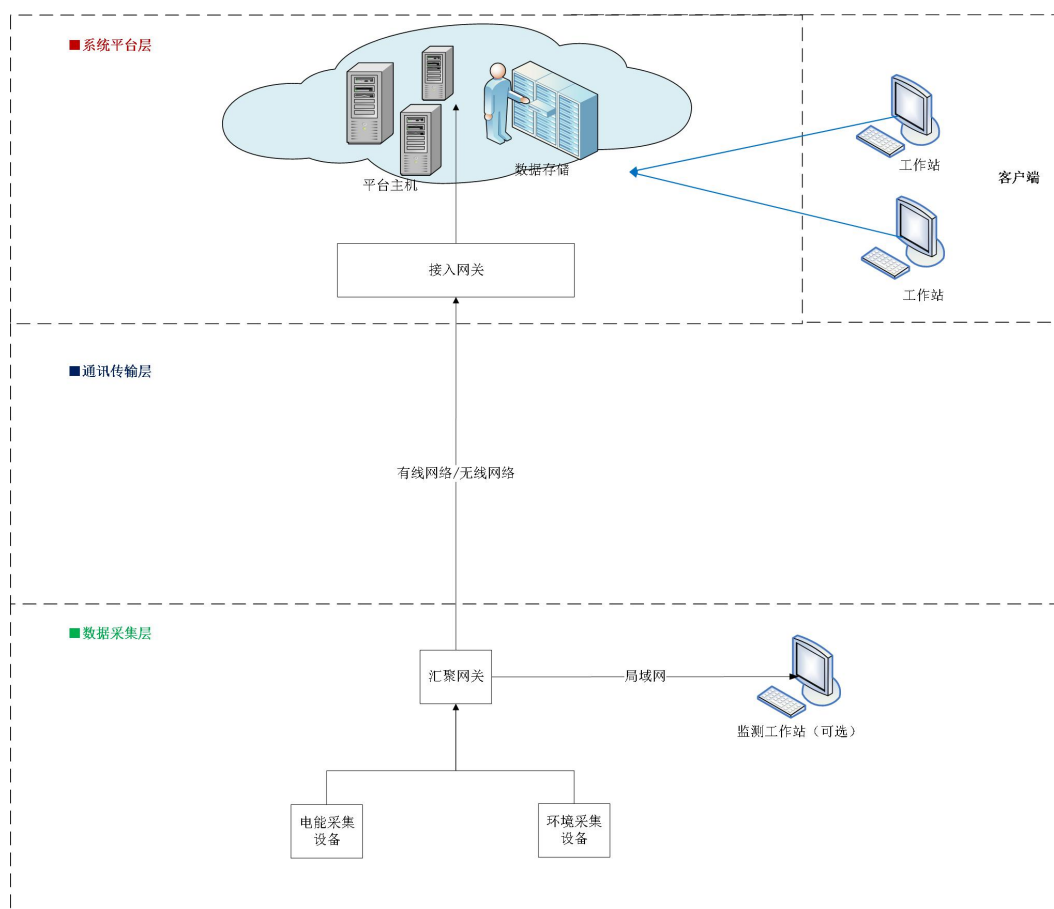 ■系统平台层
平台主机
数据存储
工作站
客户端
工作站
接入网关
■通讯传输层
有线网络/无线网络
■数据采集层
汇聚网关
局域网
监测工作站（可选）
电能采集
设备
环境采集
设备